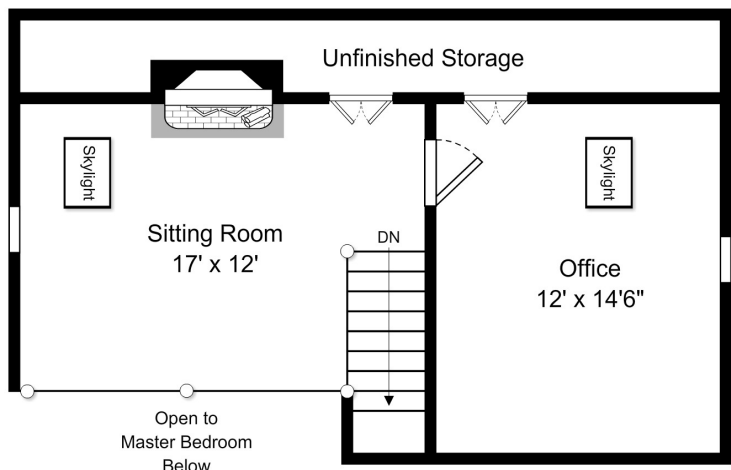 Unfinished Storage
Skylight
Skylight
Sitting Room
17' x 12'
DN
Office
12' x 14'6"
Open to
Master Bedroom
Below